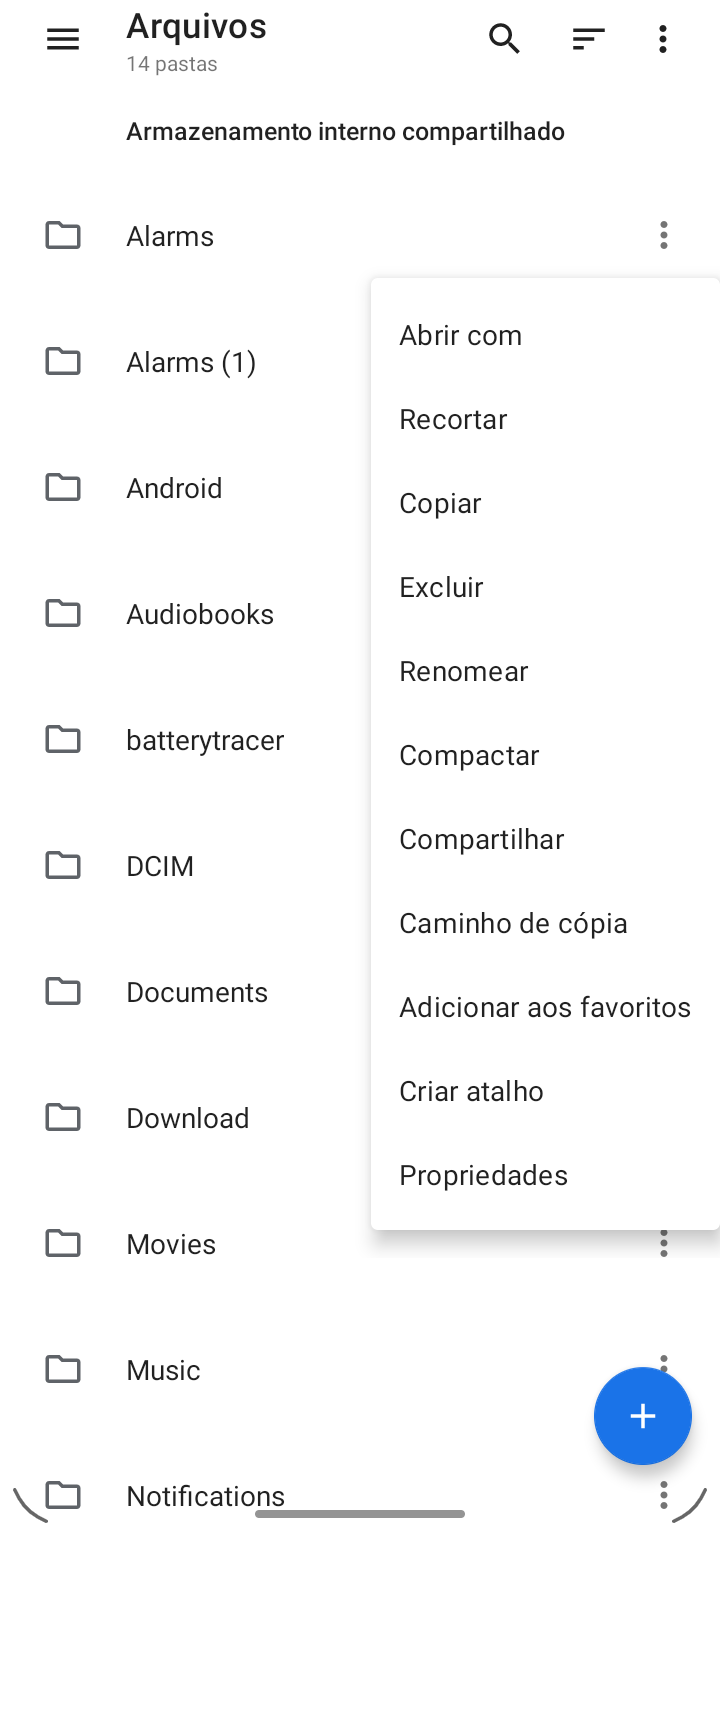 Arquivos
14 pastas
Armazenamento interno compartilhado
Alarms
Alarms (1)
Android
Audiobooks
batterytracer
DCIM
Documents
Download
Movies
Music
Notifications
Abrir com
Recortar
Copiar
Excluir
Renomear
Compactar
Compartilhar
Caminho de cópia
Adicionar aos favoritos
Criar atalho
Propriedades